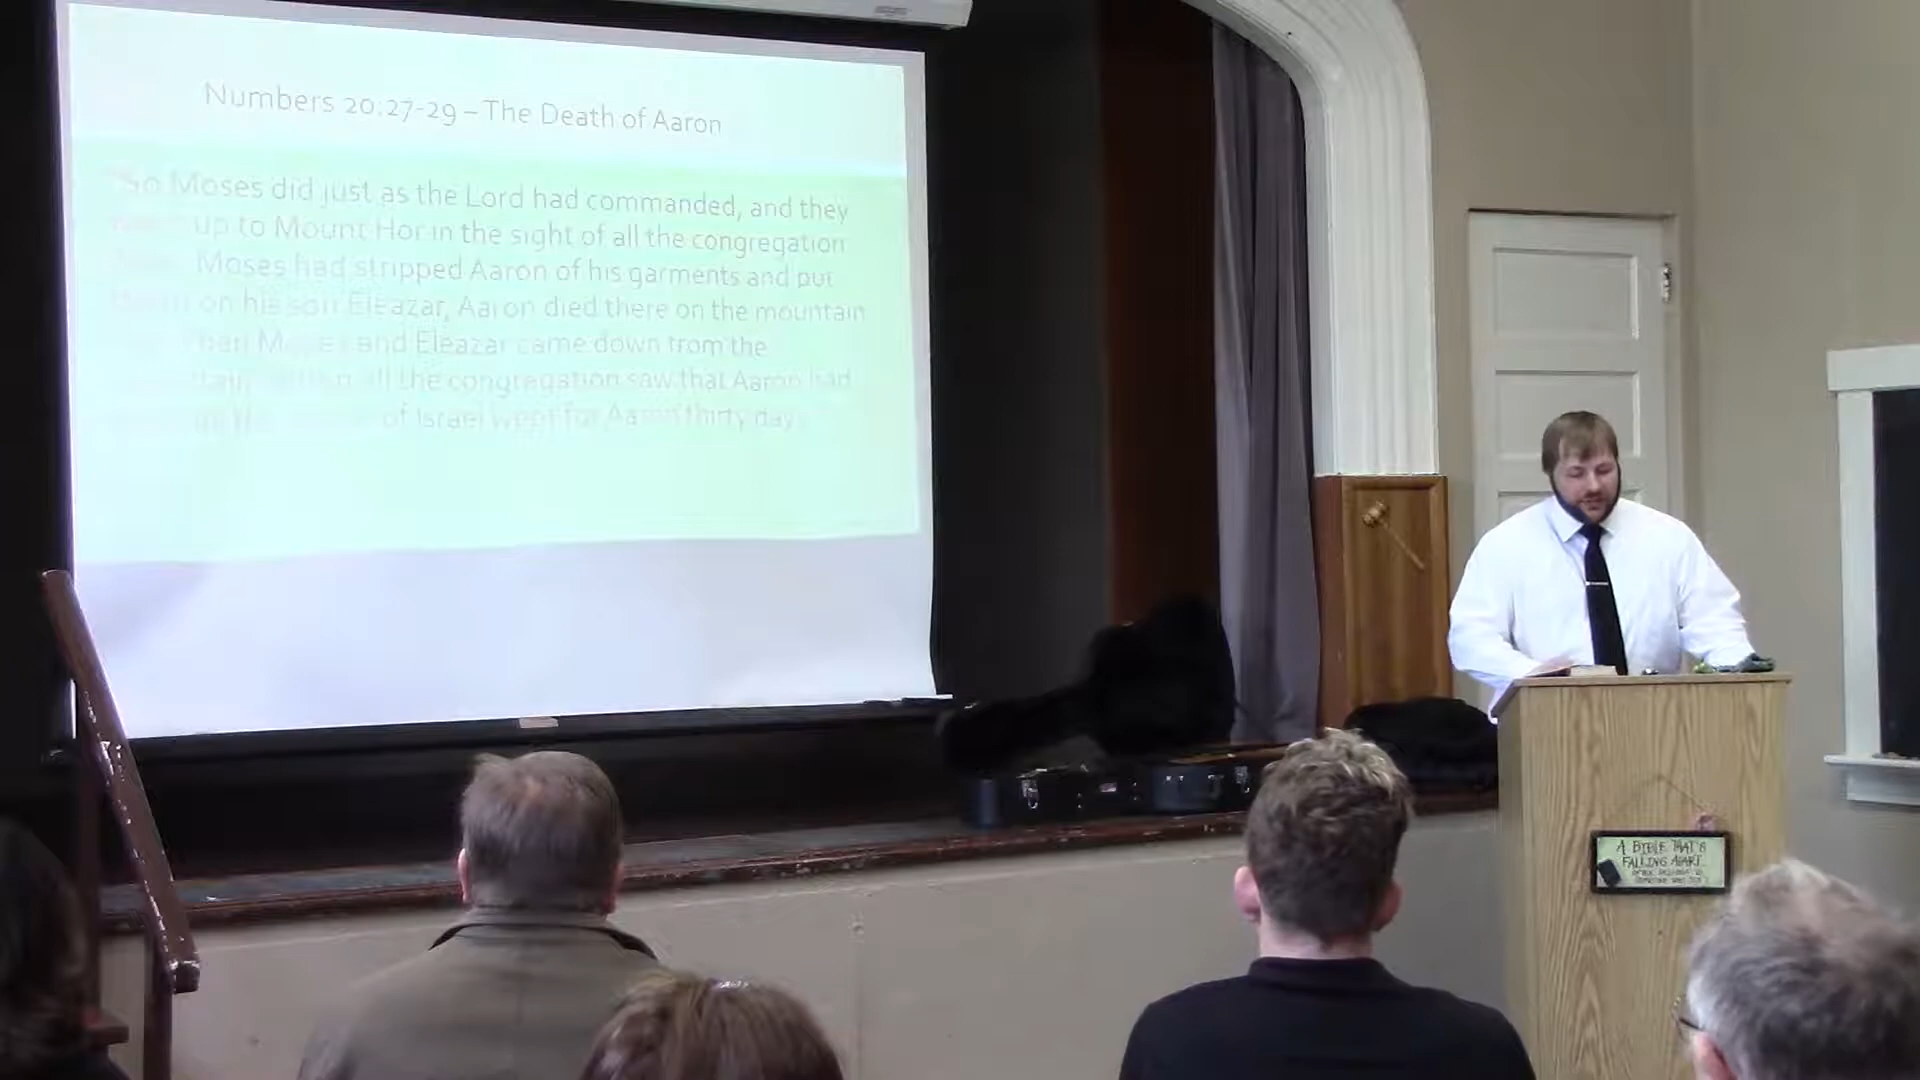 Numbers 20:27-29 – The Death of Aaron
"So Moses did just as the Lord had commanded, and they
up to Mount Hor in the sight of all the congregation
Moses had stripped Aaron of his garments and put
on his son Eleazar, Aaron died there on the mountain
Then Moses and Eleazar came down from the
all the congregation saw that Aaron had
of Israel wept for Aaron thirty days
A BIBLE THAT'S
FALLING APART